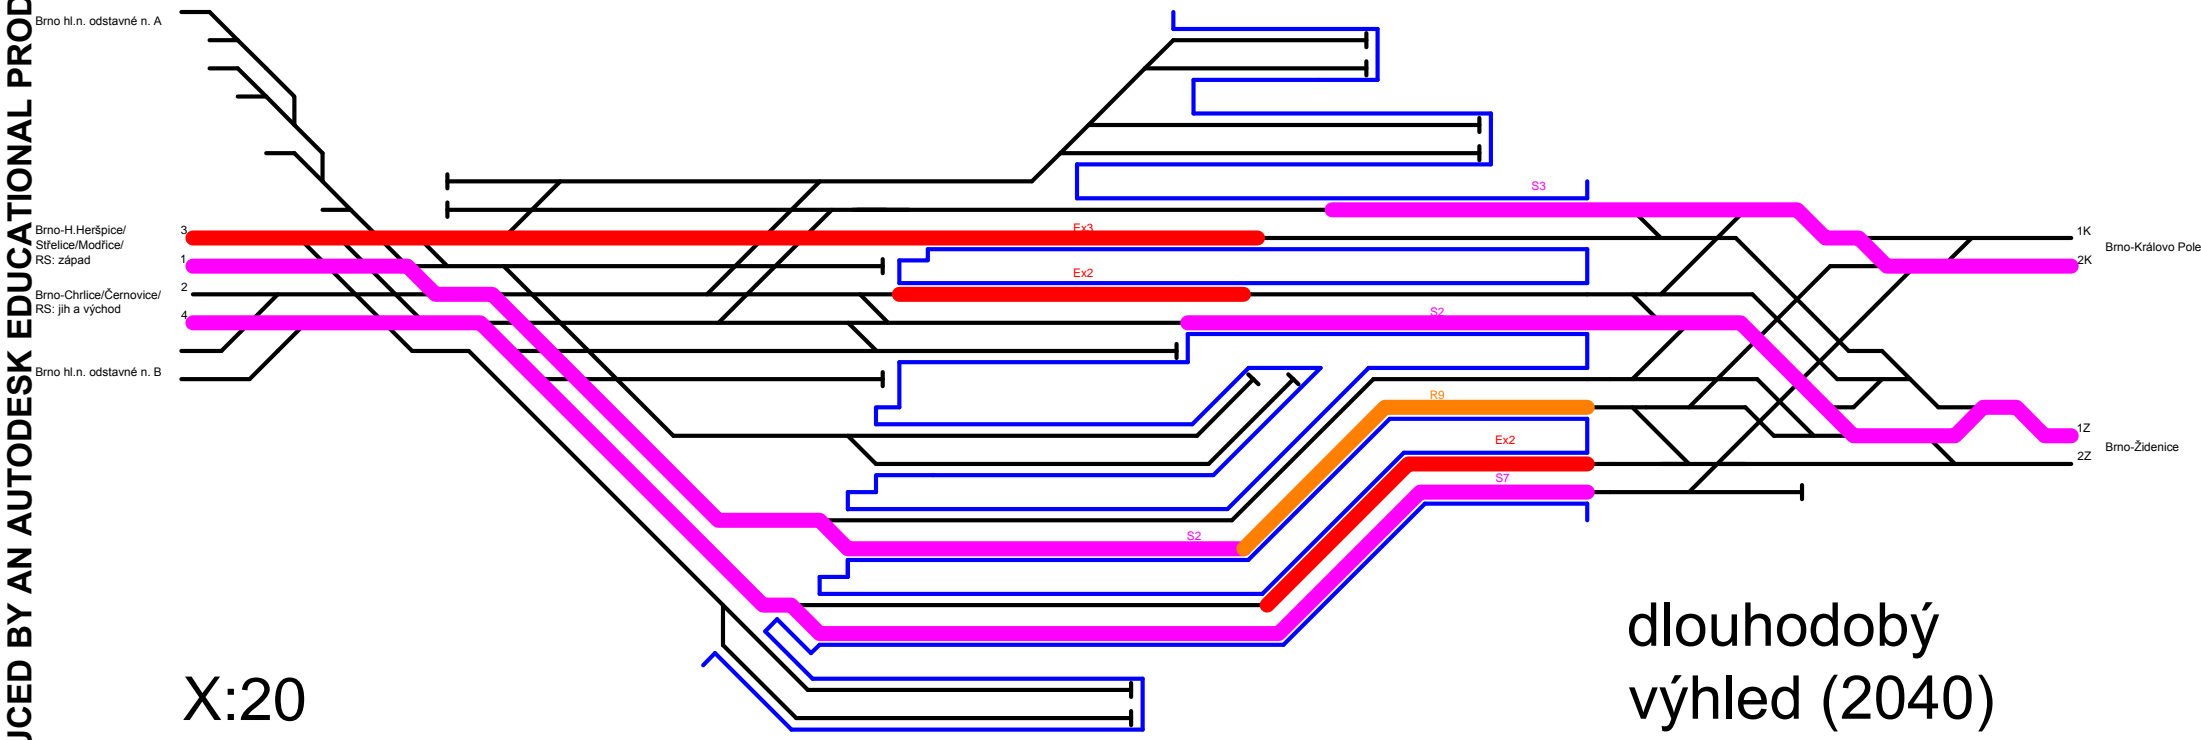 UCED BY AN AUTODESK EDUCATIONAL PROD
Brno hl.n. odstavné n. A
S3
Brno-H.Heršpice/
Střelice/Modřice/
RS: západ
3
Ex3
1K
Brno-Královo Pole
1
Ex2
2K
Brno-Chrlice/Černovice/
RS: jih a východ
2
4
S2
Brno hl.n. odstavné n. B
R9
Ex2
1Z
Brno-Židenice
2Z
S7
S2
X:20
dlouhodobý
výhled (2040)